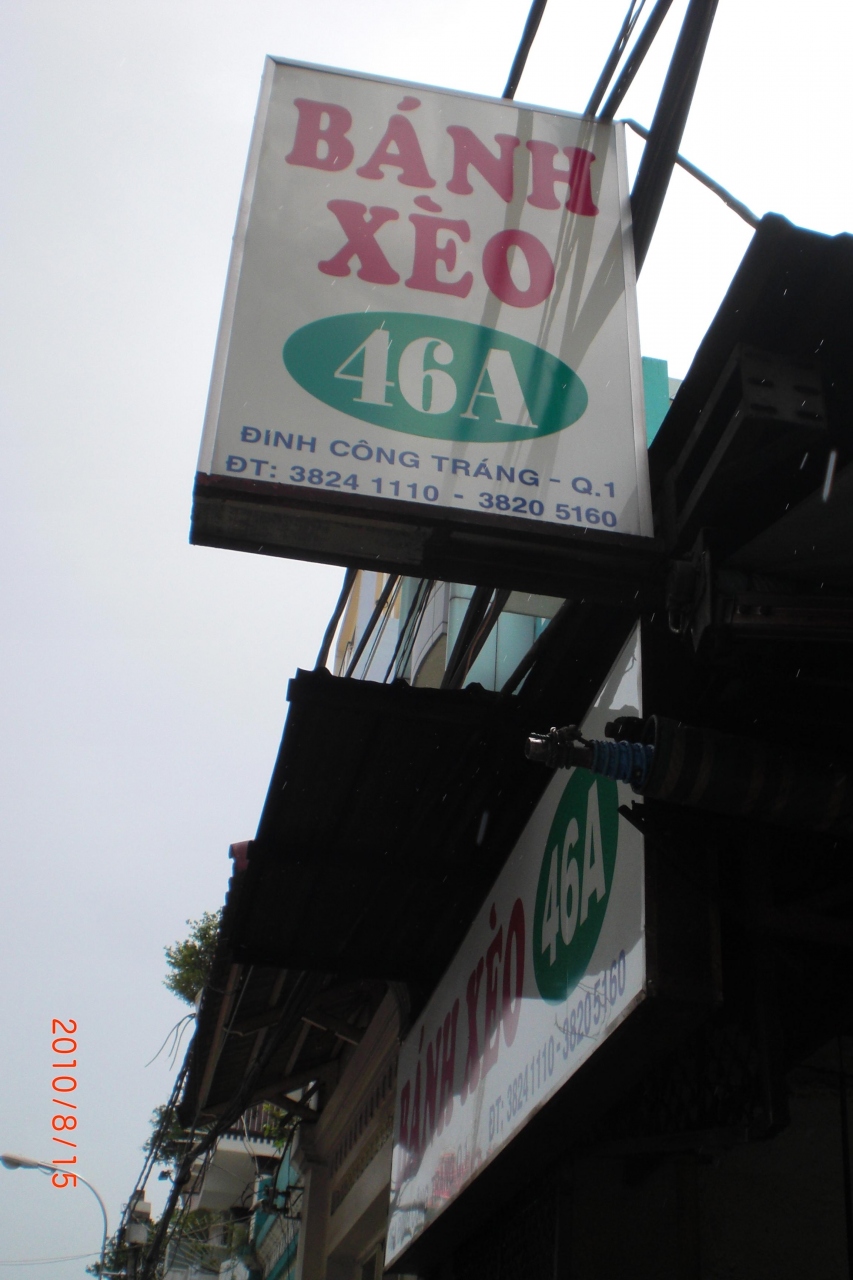 BÁNH
XÈO
46A
ĐINH CÔNG TRÁNG - Q.1
ĐT: 3824 1110 - 3820 5160
BÁNH XÈO 46A
ĐT: 3824 1110 - 3820 5160
2010/8/15